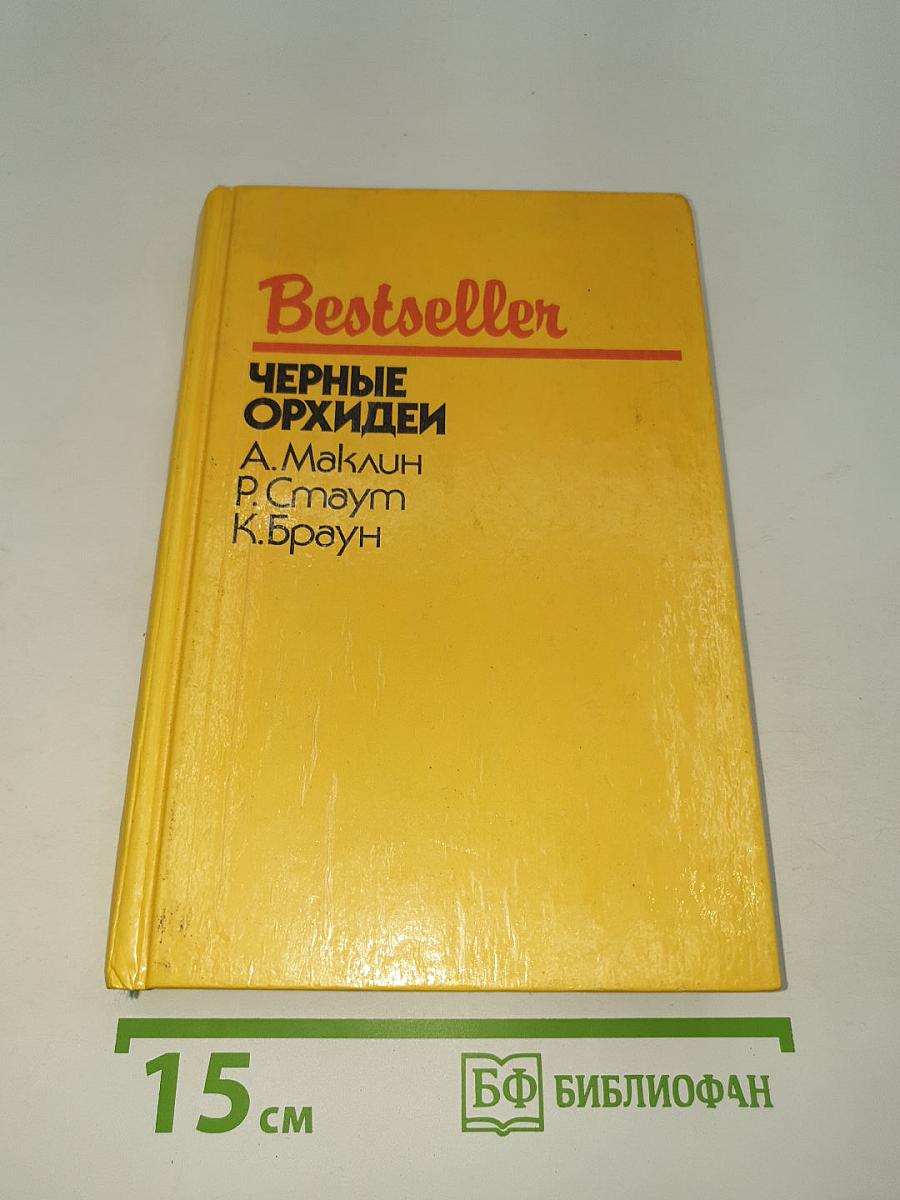 Bestseller
ЧЕРНЫЕ
ОРХИДЕИ
А. Маклин
Р. Стаут
К. Браун
15 см
БФ БИБЛИОФАН